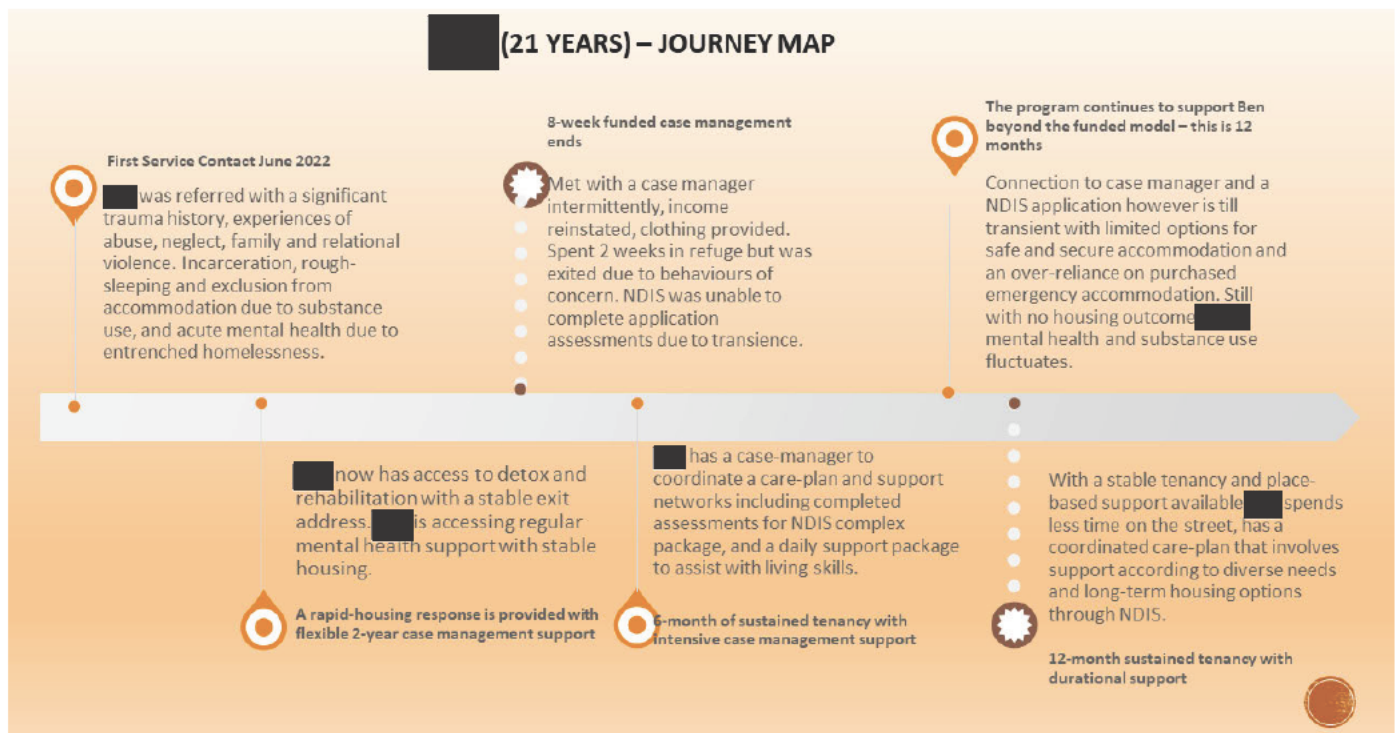 (21 YEARS) – JOURNEY MAP
First Service Contact June 2022
was referred with a significant
trauma history, experiences of
abuse, neglect, family and relational
violence. Incarceration, rough-
sleeping and exclusion from
accommodation due to substance
use, and acute mental health due to
entrenched homelessness.
8-week funded case management
ends
Met with a case manager
intermittently, income
reinstated, clothing provided.
Spent 2 weeks in refuge but was
exited due to behaviours of
concern. NDIS was unable to
complete application
assessments due to transience.
The program continues to support Ben
beyond the funded model – this is 12
months
Connection to case manager and a
NDIS application however is till
transient with limited options for
safe and secure accommodation and
an over-reliance on purchased
emergency accommodation. Still
with no housing outcome
mental health and substance use
fluctuates.
now has access to detox and
rehabilitation with a stable exit
address. is accessing regular
mental health support with stable
housing.
A rapid-housing response is provided with
flexible 2-year case management support
has a case-manager to
coordinate a care-plan and support
networks including completed
assessments for NDIS complex
package, and a daily support package
to assist with living skills.
6-month of sustained tenancy with
intensive case management support
With a stable tenancy and place-
based support available spends
less time on the street, has a
coordinated care-plan that involves
support according to diverse needs
and long-term housing options
through NDIS.
12-month sustained tenancy with
durational support